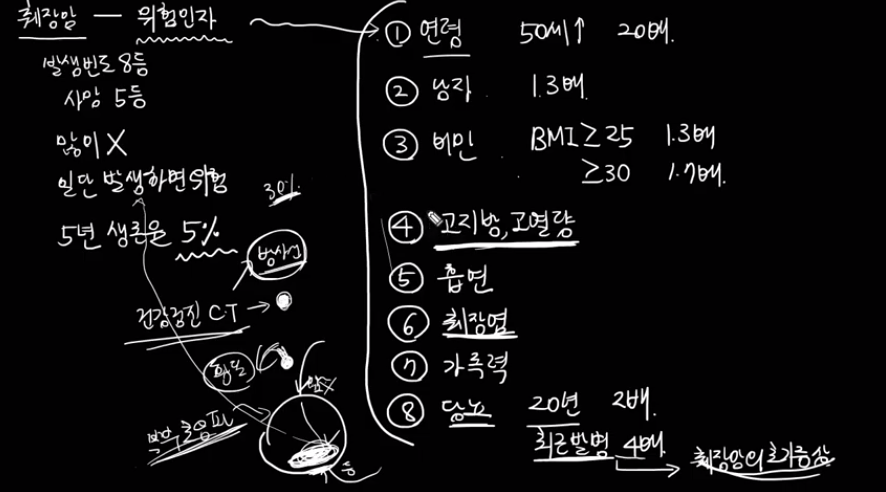 췌장암 — 위험인자
발생빈도 8등
사망 5등
많이 X
일단 발생하면 위험
5년 생존율 5%
30%
방사선
건강검진 CT →
황달
복부초음파
암 X
등
① 연령 50세↑ 20배.
② 남자. 1.3배.
③ 비만 BMI ≥ 25 1.3배
≥30 1.7배.
④ 고지방, 고열량
⑤ 흡연
⑥ 췌장염
⑦ 가족력
⑧ 당뇨 20년 2배.
최근발병 4배
췌장암의 초기증상